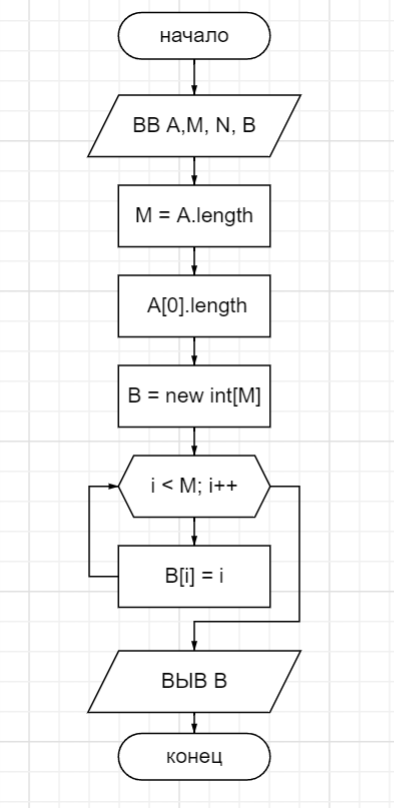 начало
ВВ A,M, N, B
M = A.length
A[0].length
B = new int[M]
i < M; i++
B[i] = i
ВЫВ B
конец